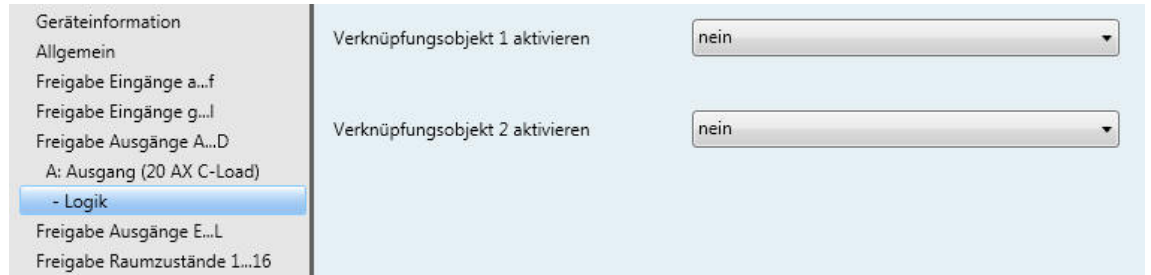 Geräteinformation
Allgemein
Freigabe Eingänge a...f
Freigabe Eingänge g...l
Freigabe Ausgänge A...D
A: Ausgang (20 AX C-Load)
- Logik
Freigabe Ausgänge E...L
Freigabe Raumzustände 1...16
Verknüpfungsobjekt 1 aktivieren nein
Verknüpfungsobjekt 2 aktivieren nein